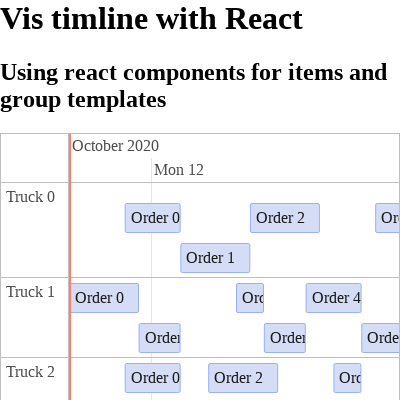 Vis timline with React
Using react components for items and
group templates
October 2020
Mon 12
Truck 0
Order 0
Order 2
Or
Order 1
Truck 1
Order 0
Ord
Order 4
Order
Order
Orde
Truck 2
Order 0
Order 2
Ord